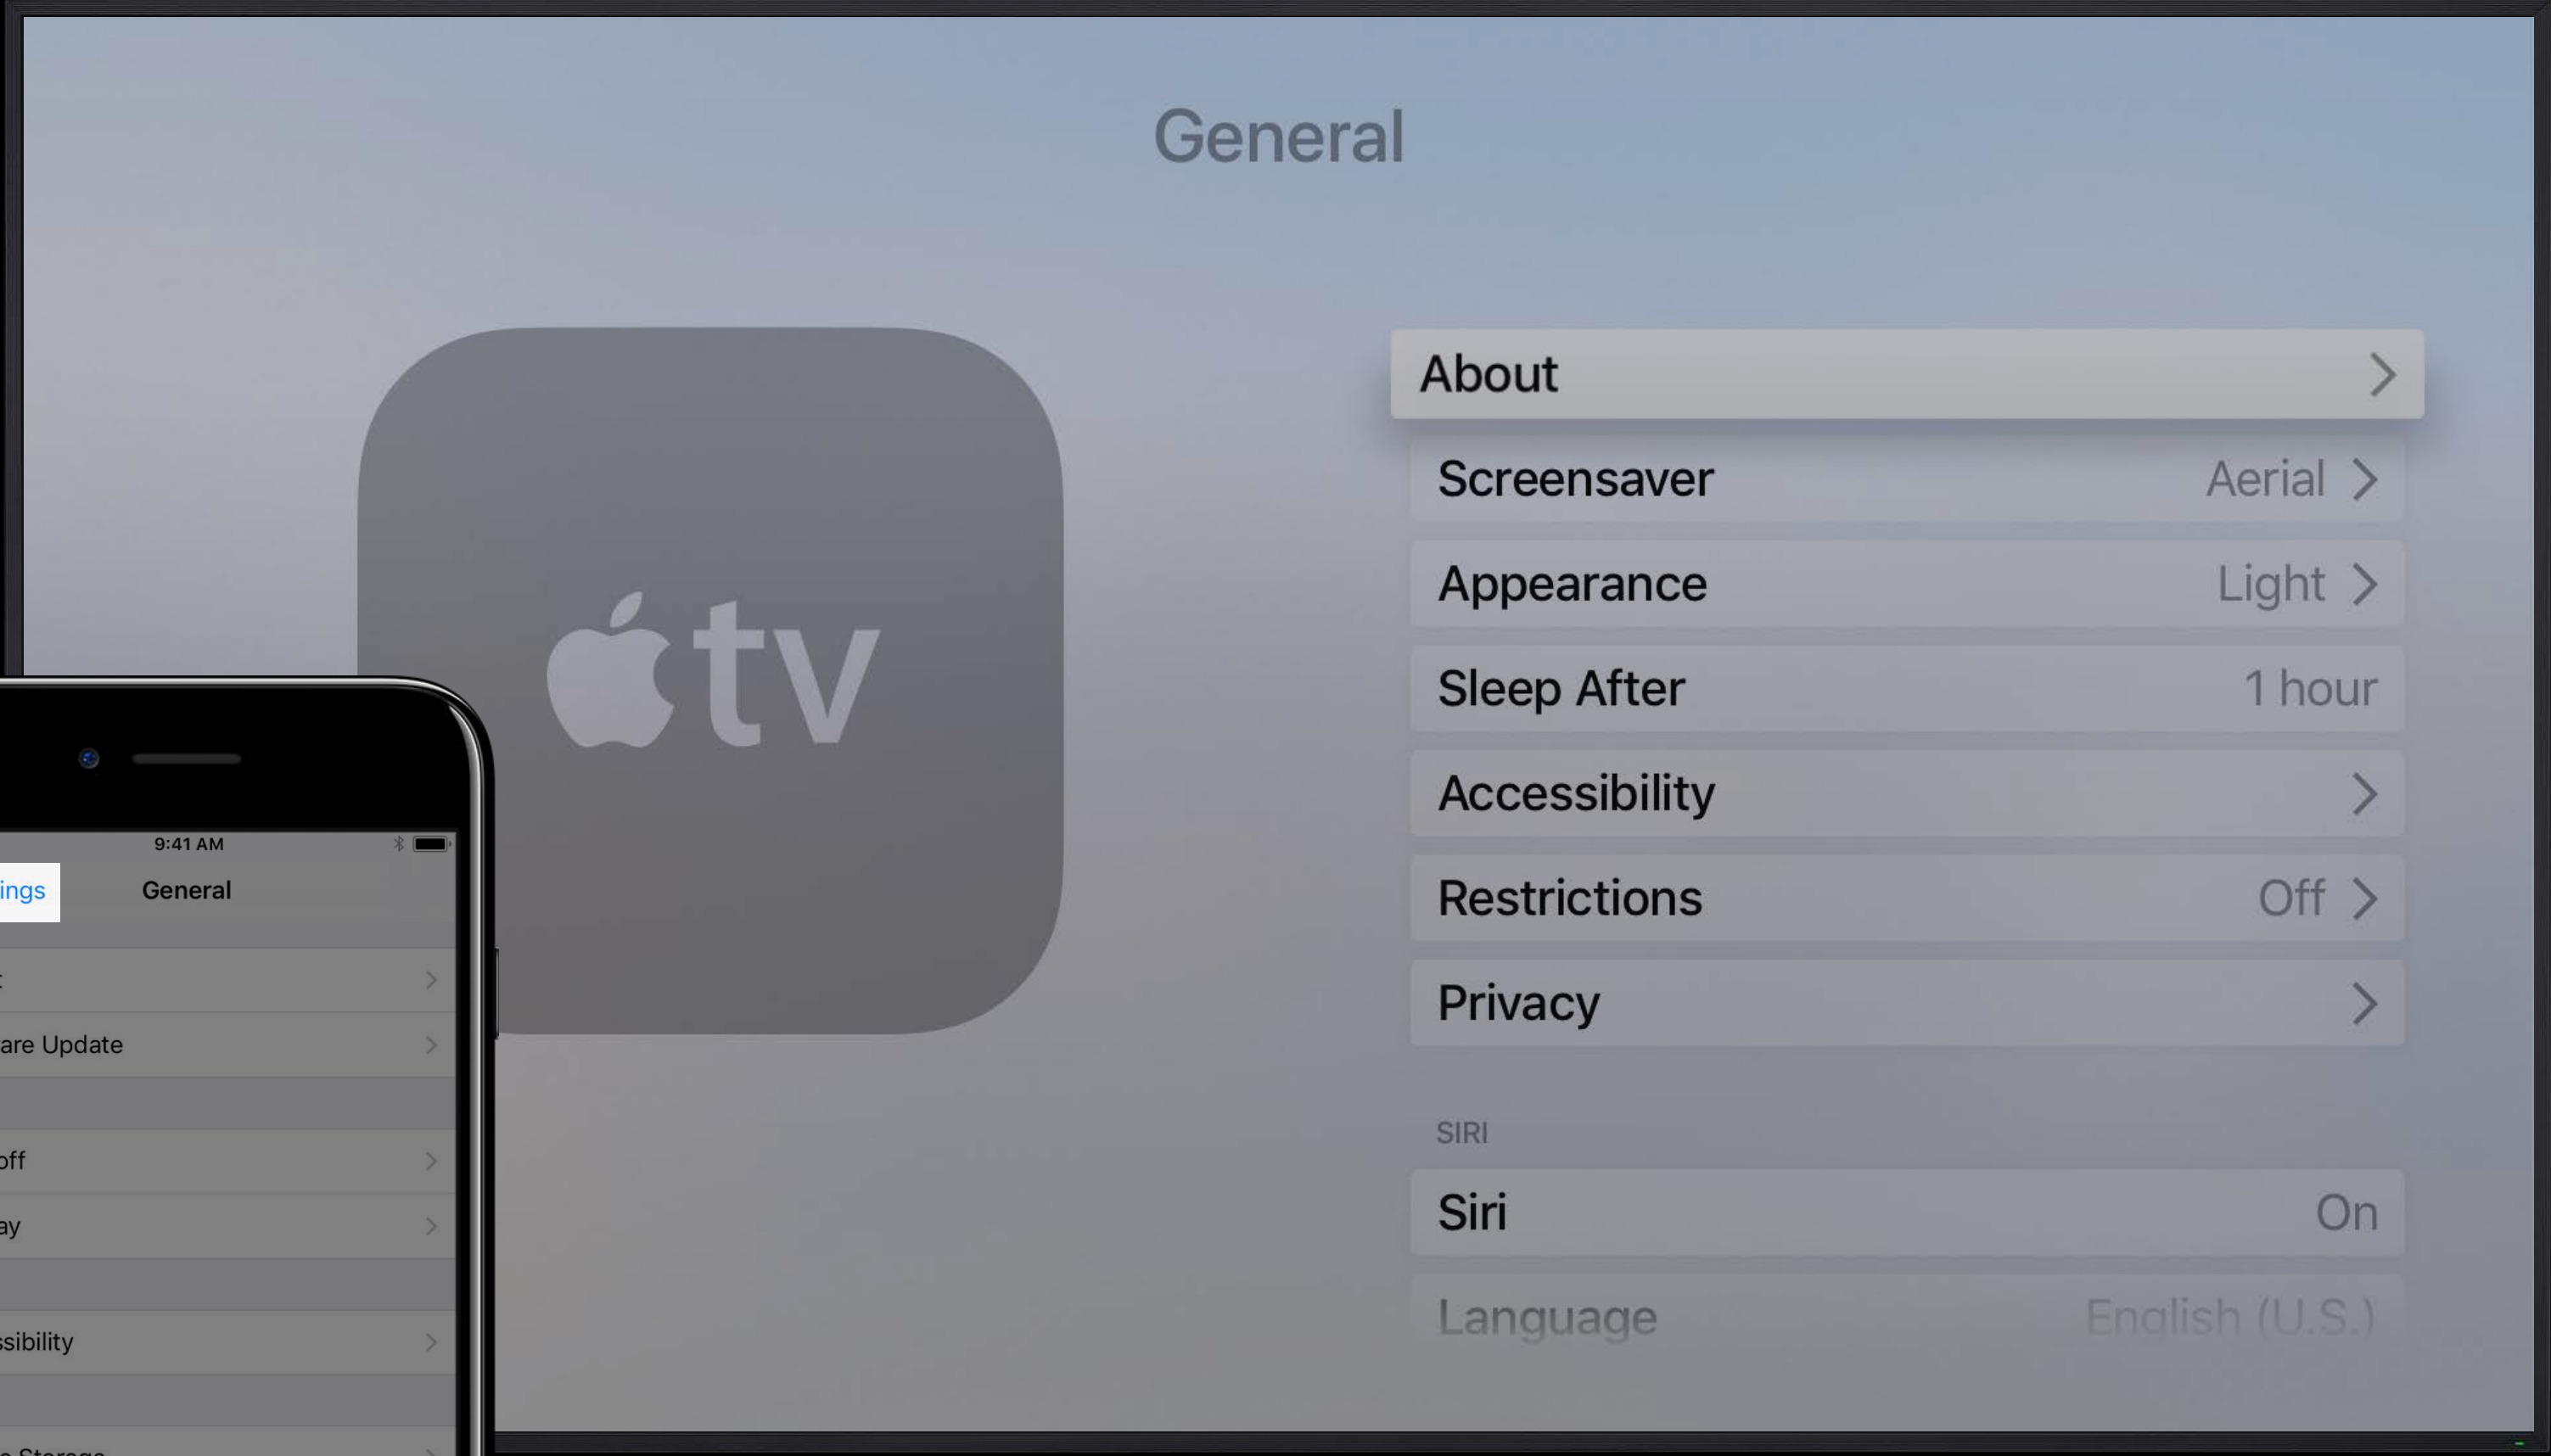 General
tv
About
Screensaver Aerial
Appearance Light
Sleep After 1 hour
Accessibility
Restrictions Off
Privacy
SIRI
Siri On
Language English (U.S.)
9:41 AM
ings General
t
are Update
off
ay
ssibility
Storage